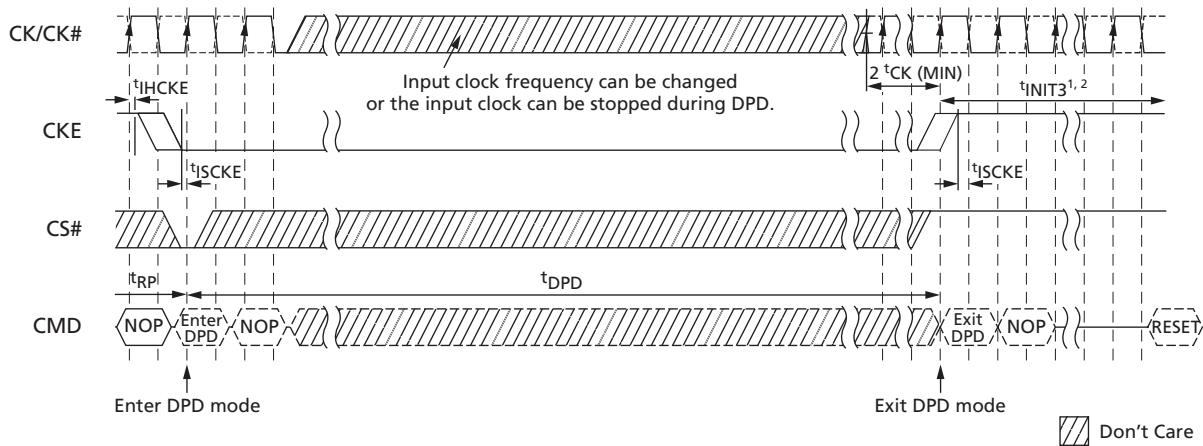 CK/CK#
Input clock frequency can be changed
or the input clock can be stopped during DPD.
2 tCK (MIN)
tIHCKE
tINIT3 1, 2
CKE
tISCKE
tISCKE
CS#
tRP
tDPD
CMD
NOP
Enter
DPD
NOP
Exit
DPD
NOP
RESET
Enter DPD mode
Exit DPD mode
Don't Care